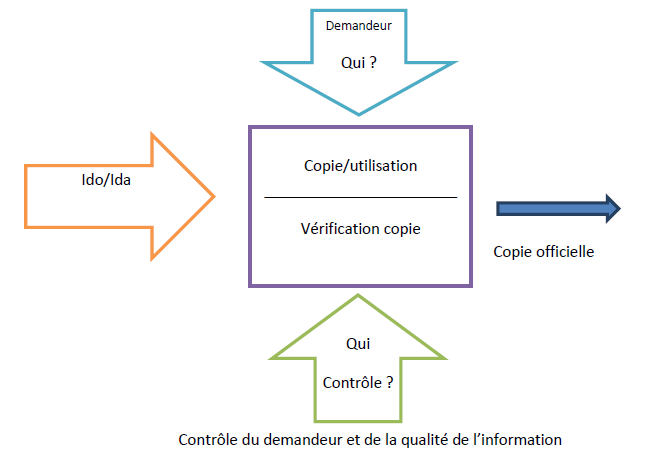 Demandeur
Qui ?
Ido/Ida
Copie/utilisation
Vérification copie
Copie officielle
Qui
Contrôle ?
Contrôle du demandeur et de la qualité de l’information